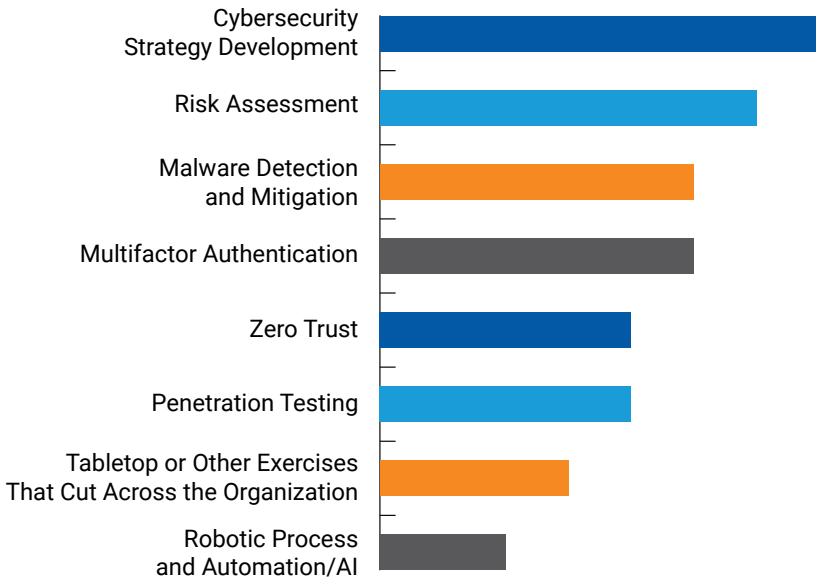 Cybersecurity
Strategy Development
Risk Assessment
Malware Detection
and Mitigation
Multifactor Authentication
Zero Trust
Penetration Testing
Tabletop or Other Exercises
That Cut Across the Organization
Robotic Process
and Automation/AI